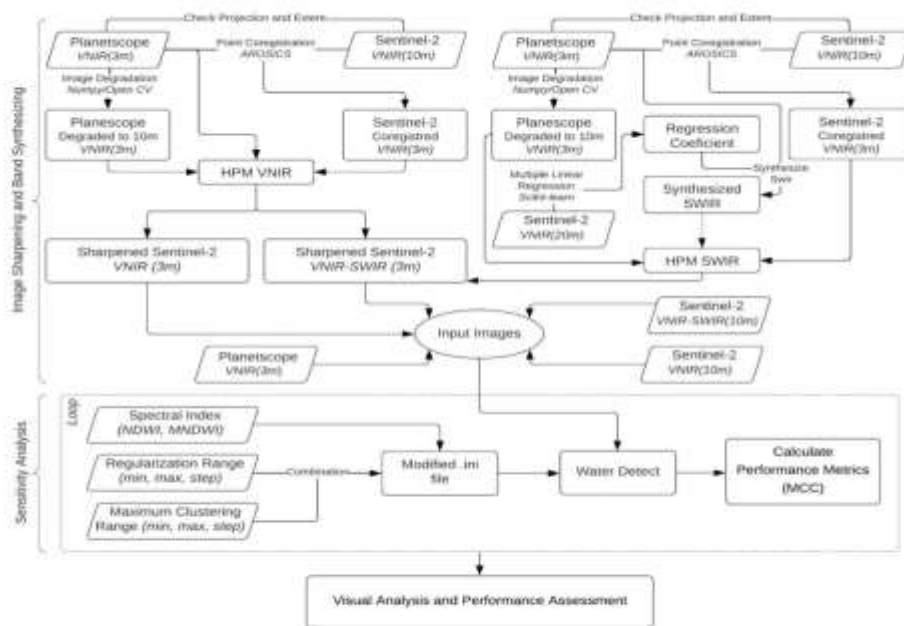 Check Projection and Extent
Planetscope
VNIR(3m)
Point Coregistration
AROSICS
Sentinel-2
VNIR(10m)
Image Degradation
Numpy/Open CV
Planescope
Degraded to 10m
VNIR(3m)
Sentinel-2
Coregistred
VNIR(3m)
HPM VNIR
Sharpened Sentinel-2
VNIR (3m)
Sharpened Sentinel-2
VNIR-SWIR (3m)
Check Projection and Extent
Planetscope
VNIR(3m)
Point Coregistration
AROSICS
Sentinel-2
VNIR(10m)
Image Degradation
Numpy/Open CV
Planescope
Degraded to 10m
VNIR(3m)
Regression
Coeficient
Sentinel-2
Coregistred
VNIR(3m)
Multiple Linear
Regression
Scikit-learn
Synthesize
Swir
Synthesized
SWIR
Sentinel-2
VNIR(20m)
HPM SWIR
Image Sharpening and Band Synthesizing
Input Images
Sentinel-2
VNIR-SWIR(10m)
Planetscope
VNIR(3m)
Sentinel-2
VNIR(10m)
Sensitivity Analysis
Loop
Spectral Index
(NDWI, MNDWI)
Regularization Range
(min, max, step)
Combination
Maximum Clustering
Range (min, max, step)
Modified .ini
file
Water Detect
Calculate
Performance Metrics
(MCC)
Visual Analysis and Performance Assessment